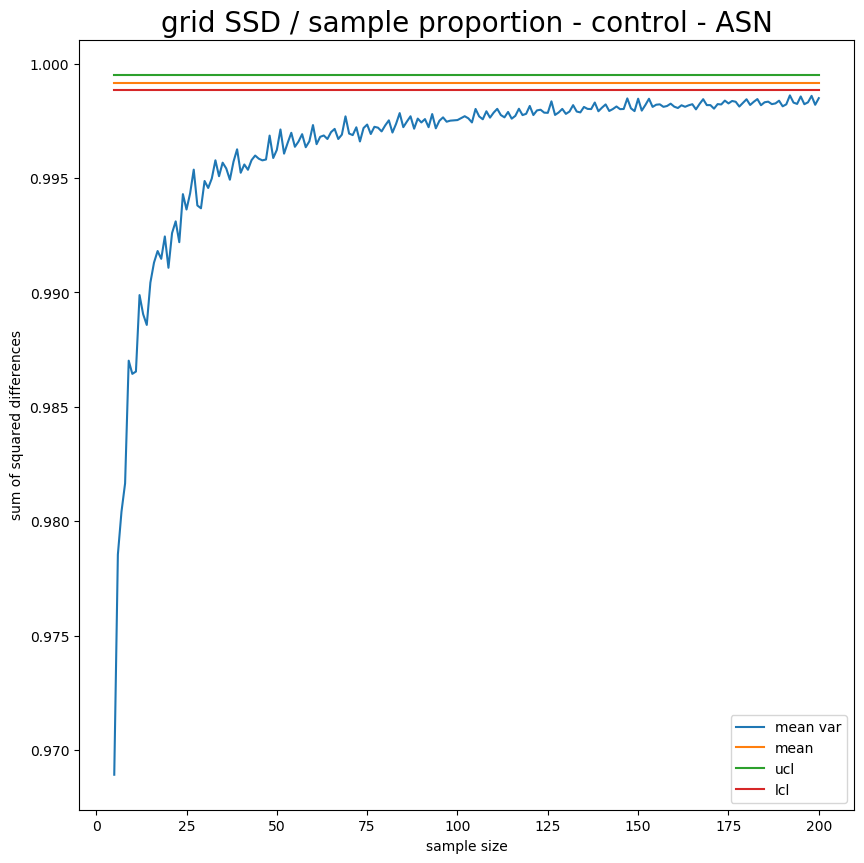 grid SSD / sample proportion - control - ASN
1.000
0.995
0.990
0.985
0.980
0.975
0.970
sum of squared differences
0
25
50
75
100
125
150
175
200
sample size
mean var
mean
ucl
lcl